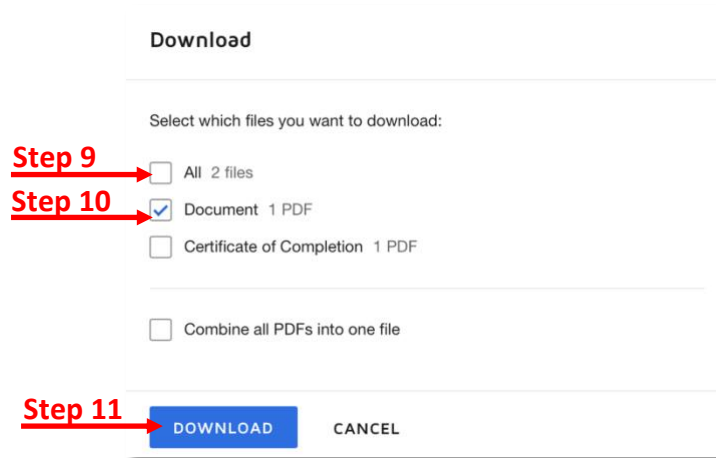 Download
Select which files you want to download:
Step 9
All 2 files
Step 10
Document 1 PDF
Certificate of Completion 1 PDF
Combine all PDFs into one file
Step 11
DOWNLOAD CANCEL